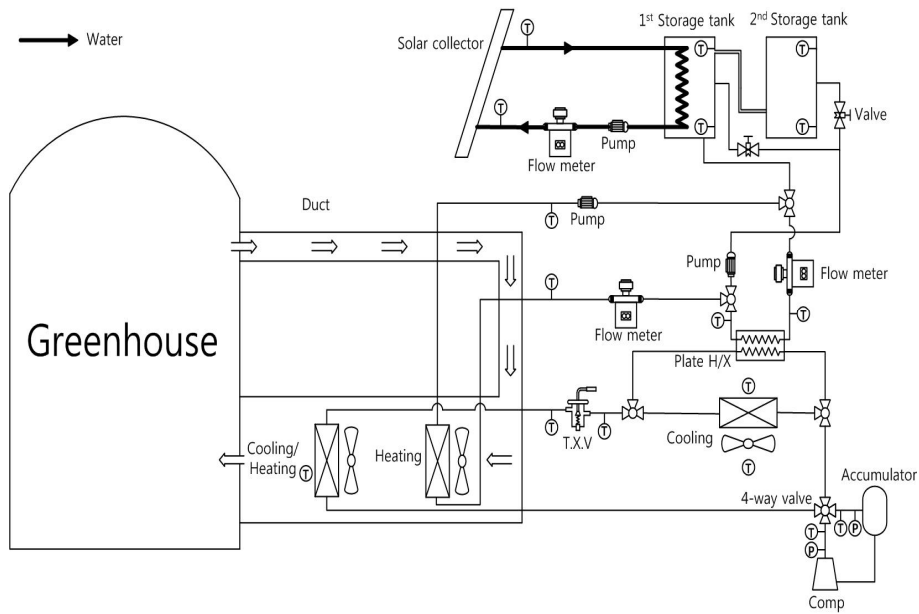 Water
Solar collector
1st Storage tank
2nd Storage tank
T
T
T
T
T
T
Valve
Pump
Flow meter
Duct
T
Pump
Pump
Flow meter
T
Flow meter
T
T
Greenhouse
Plate H/X
T
T
T
T.X.V
Cooling
T
Cooling/
Heating
T
Heating
4-way valve
Accumulator
T
T
P
P
Comp